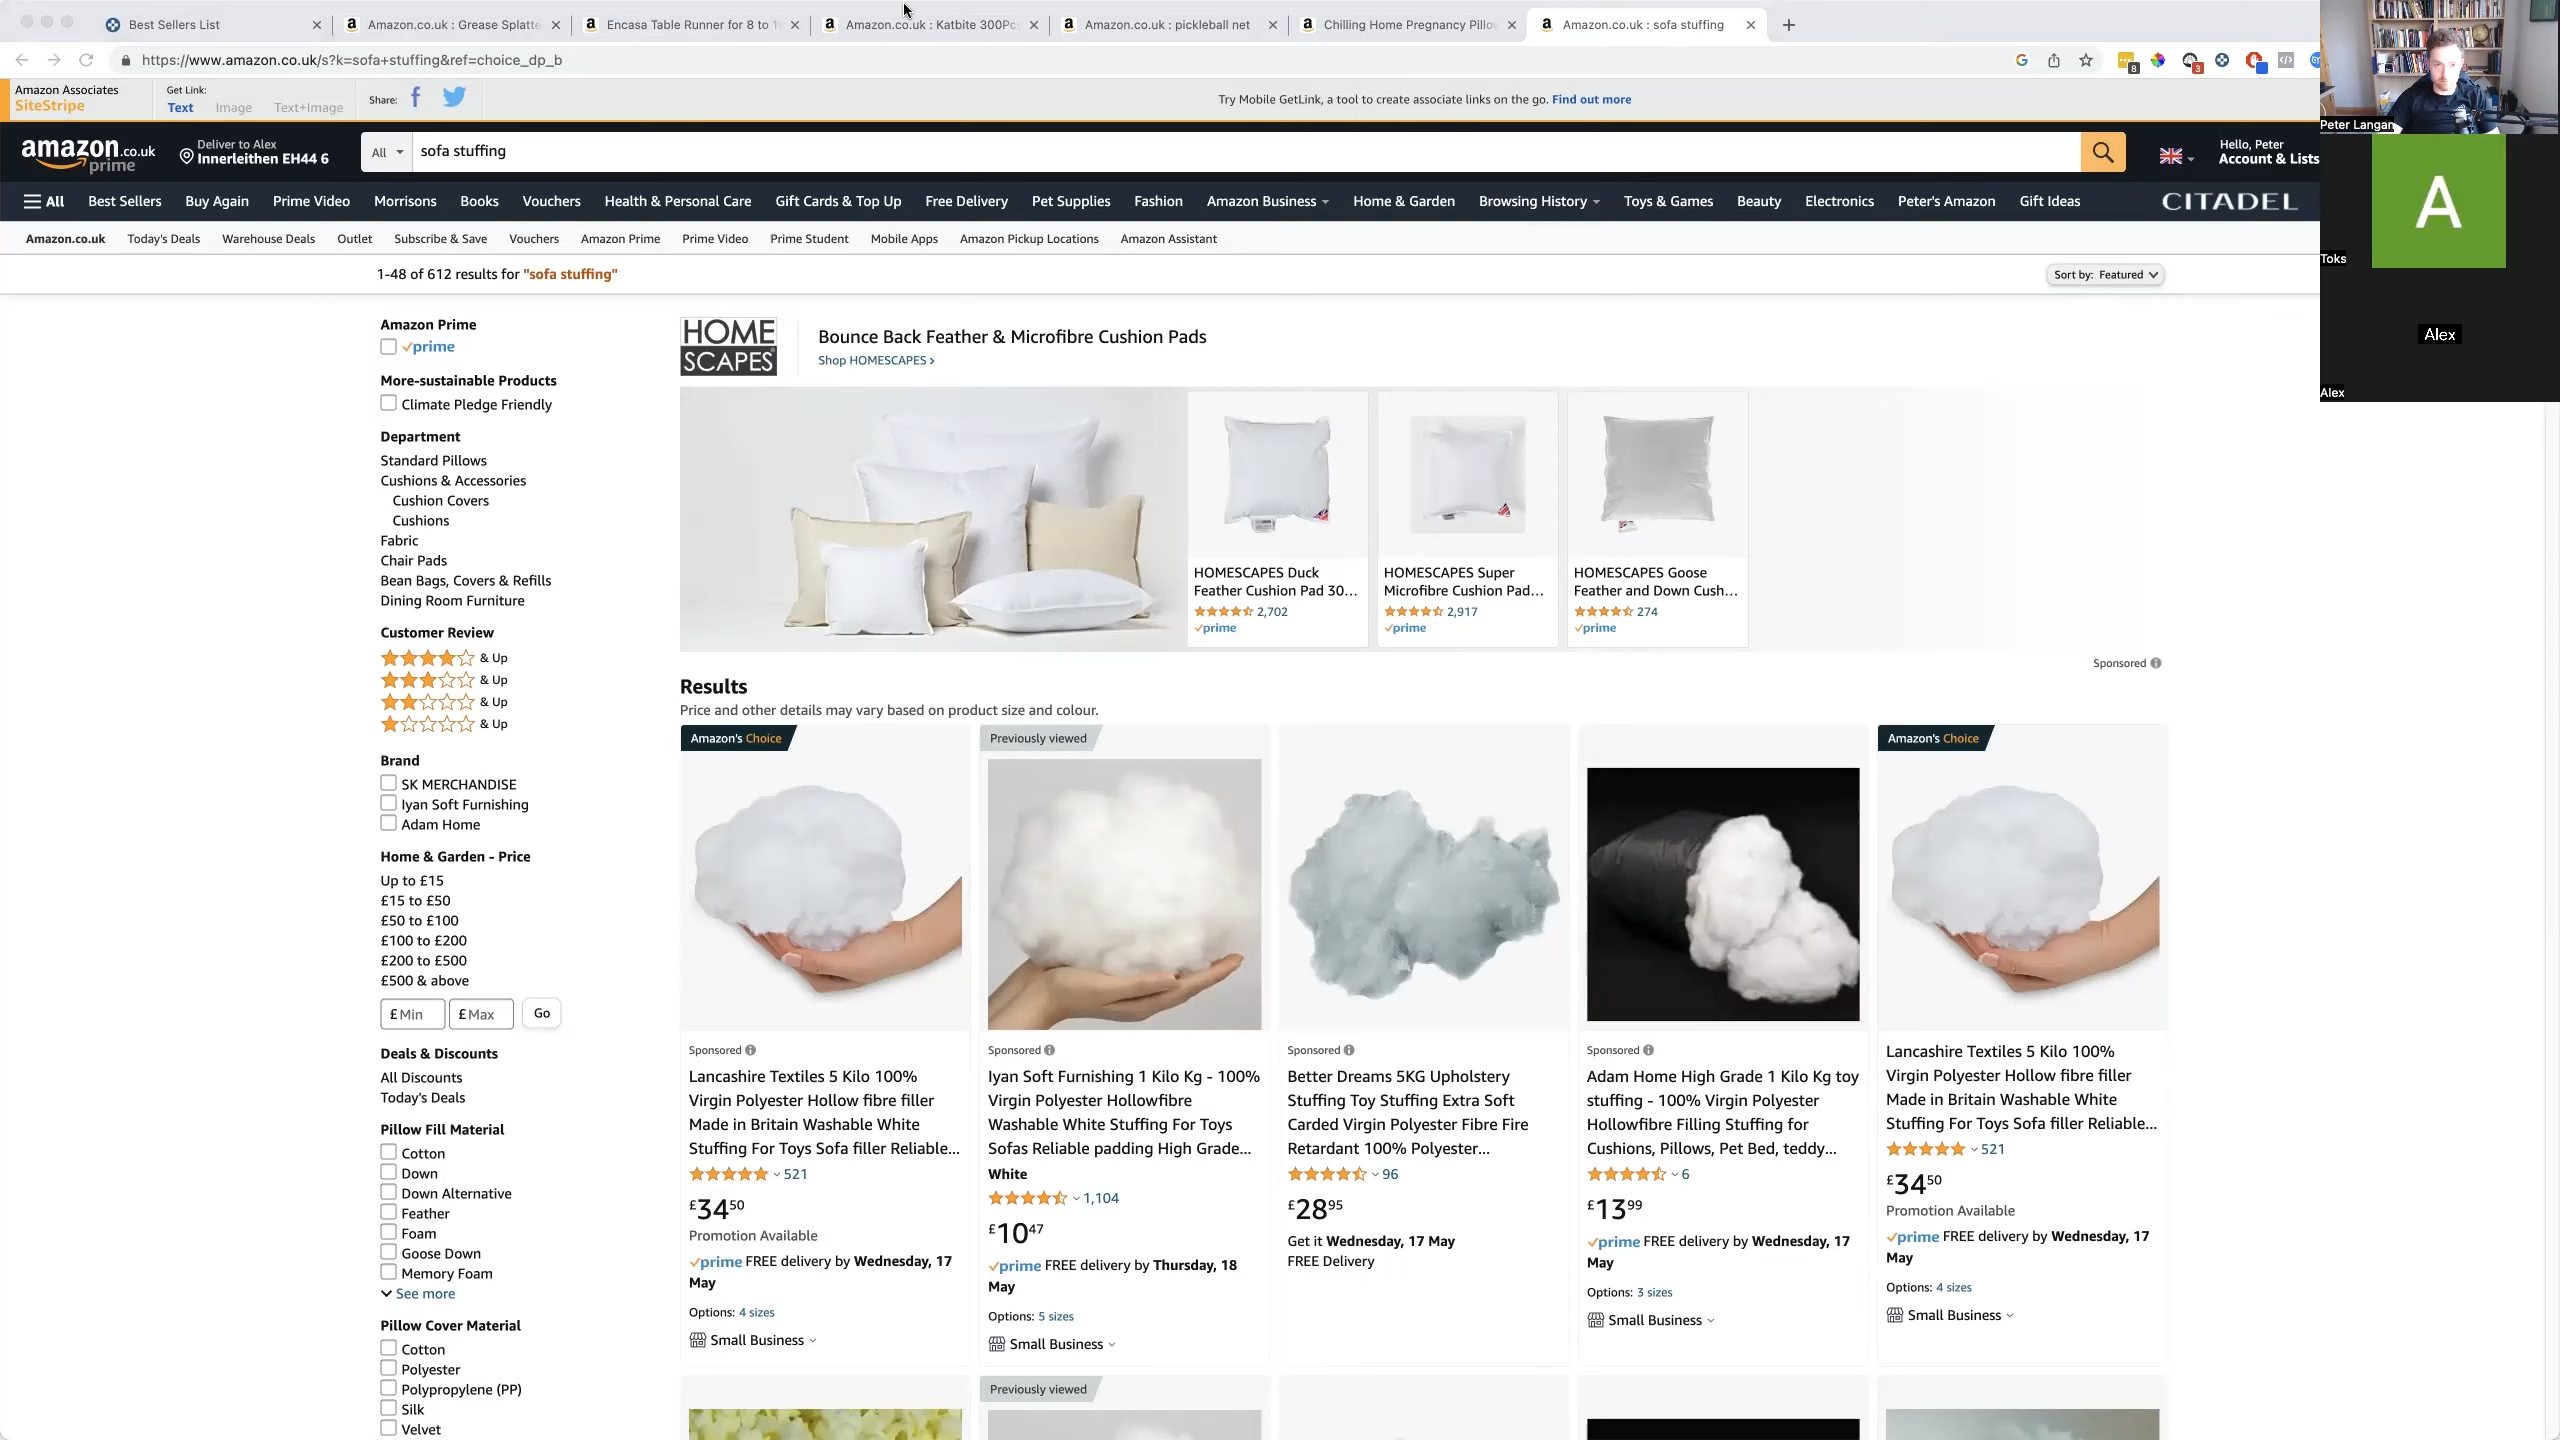 Best Sellers List
Amazon.co.uk : Grease Splatte
Encasa Table Runner for 8 to 1
Amazon.co.uk : Katbite 300Pc
Amazon.co.uk : pickleball net
Chilling Home Pregnancy Pillo
Amazon.co.uk : sofa stuffing
https://www.amazon.co.uk/s?k=sofa+stuffing&ref=choice_dp_b
8
3
Amazon Associates
SiteStripe
Get Link:
Text
Image
Text+Image
Share:
Try Mobile GetLink, a tool to create associate links on the go. Find out more
amazon.co.uk
prime
Deliver to Alex
Innerleithen EH44 6
All
sofa stuffing
Hello, Peter
Account & Lists
All
Best Sellers
Buy Again
Prime Video
Morrisons
Books
Vouchers
Health & Personal Care
Gift Cards & Top Up
Free Delivery
Pet Supplies
Fashion
Amazon Business
Home & Garden
Browsing History
Toys & Games
Beauty
Electronics
Peter's Amazon
Gift Ideas
CITADEL
Amazon.co.uk
Today's Deals
Warehouse Deals
Outlet
Subscribe & Save
Vouchers
Amazon Prime
Prime Video
Prime Student
Mobile Apps
Amazon Pickup Locations
Amazon Assistant
1-48 of 612 results for "sofa stuffing"
Sort by: Featured
Peter Langan
A
Toks
Alex
Alex
Amazon Prime
prime
More-sustainable Products
Climate Pledge Friendly
Department
Standard Pillows
Cushions & Accessories
Cushion Covers
Cushions
Fabric
Chair Pads
Bean Bags, Covers & Refills
Dining Room Furniture
Customer Review
& Up
& Up
& Up
& Up
Brand
SK MERCHANDISE
Iyan Soft Furnishing
Adam Home
Home & Garden - Price
Up to £15
£15 to £50
£50 to £100
£100 to £200
£200 to £500
£500 & above
£ Min
£ Max
Go
Deals & Discounts
All Discounts
Today's Deals
Pillow Fill Material
Cotton
Down
Down Alternative
Feather
Foam
Goose Down
Memory Foam
See more
Pillow Cover Material
Cotton
Polyester
Polypropylene (PP)
Silk
Velvet
HOME
SCAPES
Bounce Back Feather & Microfibre Cushion Pads
Shop HOMESCAPES ›
HOMESCAPES Duck
Feather Cushion Pad 30…
2,702
prime
HOMESCAPES Super
Microfibre Cushion Pad…
2,917
prime
HOMESCAPES Goose
Feather and Down Cush…
274
prime
Sponsored
Results
Price and other details may vary based on product size and colour.
Amazon's Choice
Sponsored
Lancashire Textiles 5 Kilo 100%
Virgin Polyester Hollow fibre filler
Made in Britain Washable White
Stuffing For Toys Sofa filler Reliable…
521
£34.50
Promotion Available
prime FREE delivery by Wednesday, 17
May
Options: 4 sizes
Small Business
Previously viewed
Sponsored
Iyan Soft Furnishing 1 Kilo Kg - 100%
Virgin Polyester Hollowfibre
Washable White Stuffing For Toys
Sofas Reliable padding High Grade…
White
1,104
£10.47
prime FREE delivery by Thursday, 18
May
Options: 5 sizes
Small Business
Sponsored
Better Dreams 5KG Upholstery
Stuffing Toy Stuffing Extra Soft
Carded Virgin Polyester Fibre Fire
Retardant 100% Polyester…
96
£28.95
Get it Wednesday, 17 May
FREE Delivery
Sponsored
Adam Home High Grade 1 Kilo Kg toy
stuffing - 100% Virgin Polyester
Hollowfibre Filling Stuffing for
Cushions, Pillows, Pet Bed, teddy…
6
£13.99
prime FREE delivery by Wednesday, 17
May
Options: 3 sizes
Small Business
Amazon's Choice
Lancashire Textiles 5 Kilo 100%
Virgin Polyester Hollow fibre filler
Made in Britain Washable White
Stuffing For Toys Sofa filler Reliable…
521
£34.50
Promotion Available
prime FREE delivery by Wednesday, 17
May
Options: 4 sizes
Small Business
Previously viewed